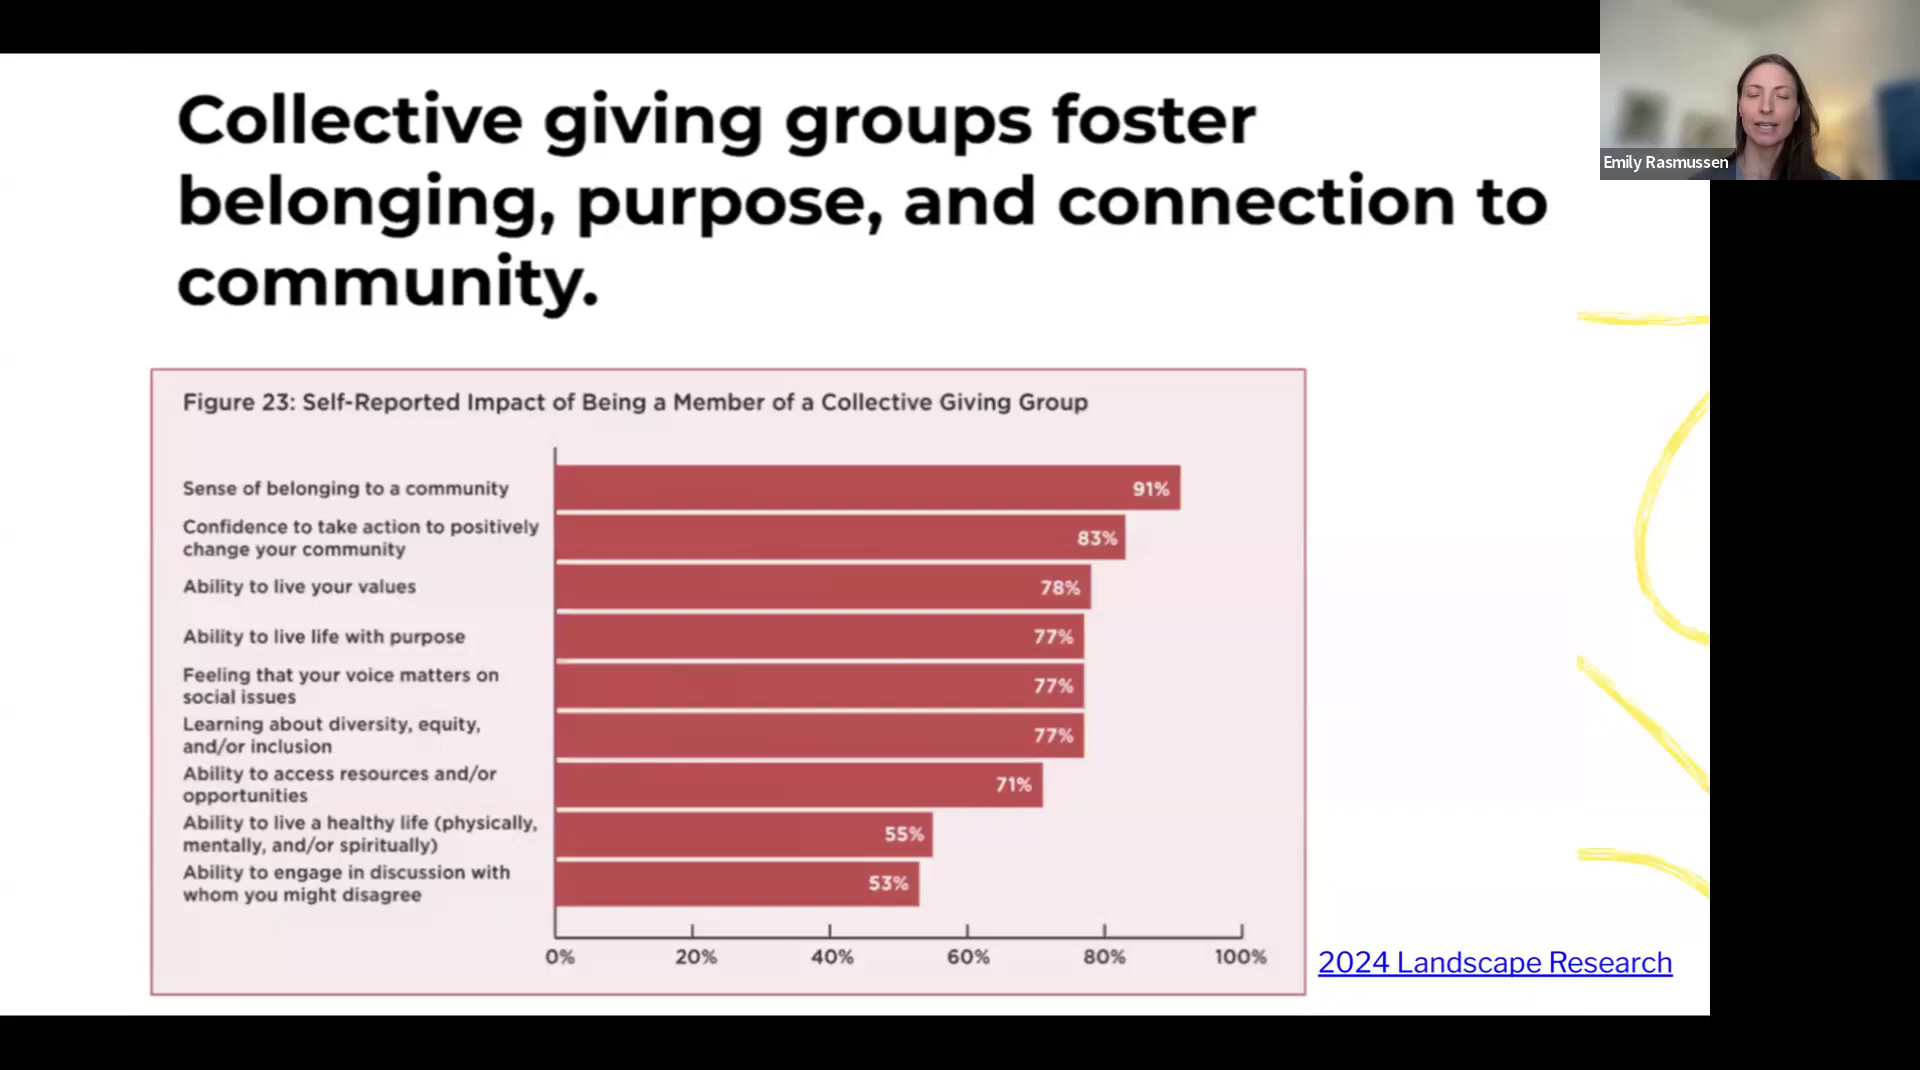 Collective giving groups foster
belonging, purpose, and connection to
community.
Emily Rasmussen
Figure 23: Self-Reported Impact of Being a Member of a Collective Giving Group
Sense of belonging to a community
91%
Confidence to take action to positively
change your community
83%
Ability to live your values
78%
Ability to live life with purpose
77%
Feeling that your voice matters on
social issues
77%
Learning about diversity, equity,
and/or inclusion
77%
Ability to access resources and/or
opportunities
71%
Ability to live a healthy life (physically,
mentally, and/or spiritually)
55%
Ability to engage in discussion with
whom you might disagree
53%
0% 20% 40% 60% 80% 100%
2024 Landscape Research